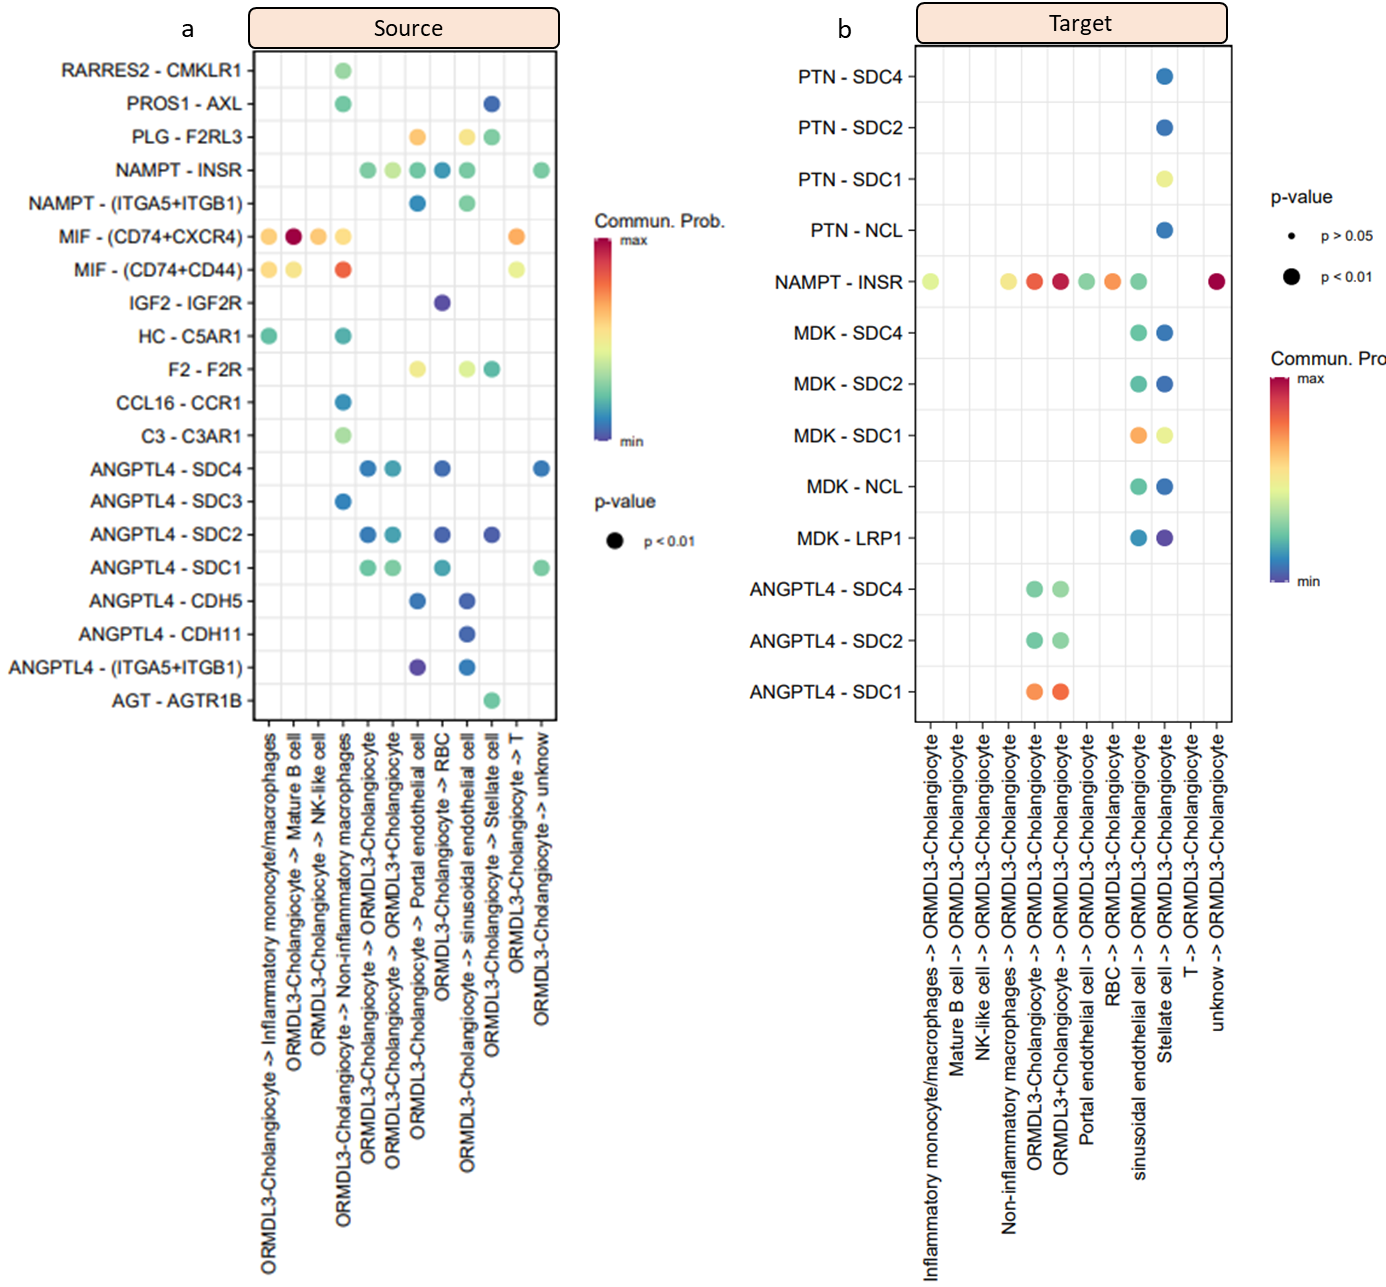 a
Source
RARRES2 - CMKLR1
PROS1 - AXL
PLG - F2RL3
NAMPT - INSR
NAMPT - (ITGA5+ITGB1)
MIF - (CD74+CXCR4)
MIF - (CD74+CD44)
IGF2 - IGF2R
HC - C5AR1
F2 - F2R
CCL16 - CCR1
C3 - C3AR1
ANGPTL4 - SDC4
ANGPTL4 - SDC3
ANGPTL4 - SDC2
ANGPTL4 - SDC1
ANGPTL4 - CDH5
ANGPTL4 - CDH11
ANGPTL4 - (ITGA5+ITGB1)
AGT - AGTR1B
ORMDL3-Cholangiocyte -> Inflammatory monocyte/macrophages
ORMDL3-Cholangiocyte -> Mature B cell
ORMDL3-Cholangiocyte -> NK-like cell
ORMDL3-Cholangiocyte -> Non-inflammatory macrophages
ORMDL3-Cholangiocyte -> ORMDL3-Cholangiocyte
ORMDL3-Cholangiocyte -> ORMDL3+Cholangiocyte
ORMDL3-Cholangiocyte -> Portal endothelial cell
ORMDL3-Cholangiocyte -> RBC
ORMDL3-Cholangiocyte -> sinusoidal endothelial cell
ORMDL3-Cholangiocyte -> Stellate cell
ORMDL3-Cholangiocyte -> T
ORMDL3-Cholangiocyte -> unknow
Commun. Prob.
max
min
p-value
p < 0.01
b
Target
PTN - SDC4
PTN - SDC2
PTN - SDC1
PTN - NCL
NAMPT - INSR
MDK - SDC4
MDK - SDC2
MDK - SDC1
MDK - NCL
MDK - LRP1
ANGPTL4 - SDC4
ANGPTL4 - SDC2
ANGPTL4 - SDC1
Inflammatory monocyte/macrophages -> ORMDL3-Cholangiocyte
Mature B cell -> ORMDL3-Cholangiocyte
NK-like cell -> ORMDL3-Cholangiocyte
Non-inflammatory macrophages -> ORMDL3-Cholangiocyte
ORMDL3-Cholangiocyte -> ORMDL3-Cholangiocyte
ORMDL3+Cholangiocyte -> ORMDL3-Cholangiocyte
Portal endothelial cell -> ORMDL3-Cholangiocyte
RBC -> ORMDL3-Cholangiocyte
sinusoidal endothelial cell -> ORMDL3-Cholangiocyte
Stellate cell -> ORMDL3-Cholangiocyte
T -> ORMDL3-Cholangiocyte
unknow -> ORMDL3-Cholangiocyte
p-value
p > 0.05
p < 0.01
Commun. Pro
max
min